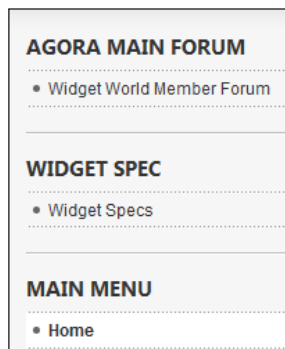 AGORA MAIN FORUM
Widget World Member Forum
WIDGET SPEC
Widget Specs
MAIN MENU
Home